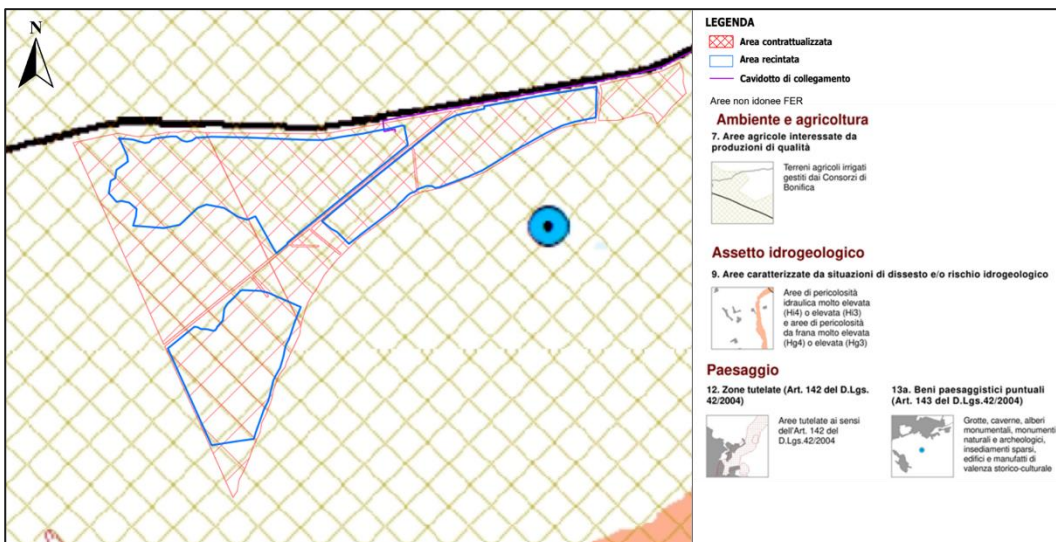 N
LEGENDA
Area contrattualizzata
Area recintata
Cavidotto di collegamento
Aree non idonee FER
Ambiente e agricoltura
7. Aree agricole interessate da
produzioni di qualità
Terreni agricoli irrigati
gestiti dai Consorzi di
Bonifica
Assetto idrogeologico
9. Aree caratterizzate da situazioni di dissesto e/o rischio idrogeologico
Aree di pericolosità
idraulica molto elevata
(Hi4) o elevata (Hi3)
e aree di pericolosità
da frana molto elevata
(Hg4) o elevata (Hg3)
Paesaggio
12. Zone tutelate (Art. 142 del D.Lgs.
42/2004)
Aree tutelate ai sensi
dell'Art. 142 del
D.Lgs.42/2004
13a. Beni paesaggistici puntuali
(Art. 143 del D.Lgs.42/2004)
Grotte, caverne, alberi
monumentali, monumenti
naturali e archeologici,
insediamenti sparsi,
edifici e manufatti di
valenza storico-culturale